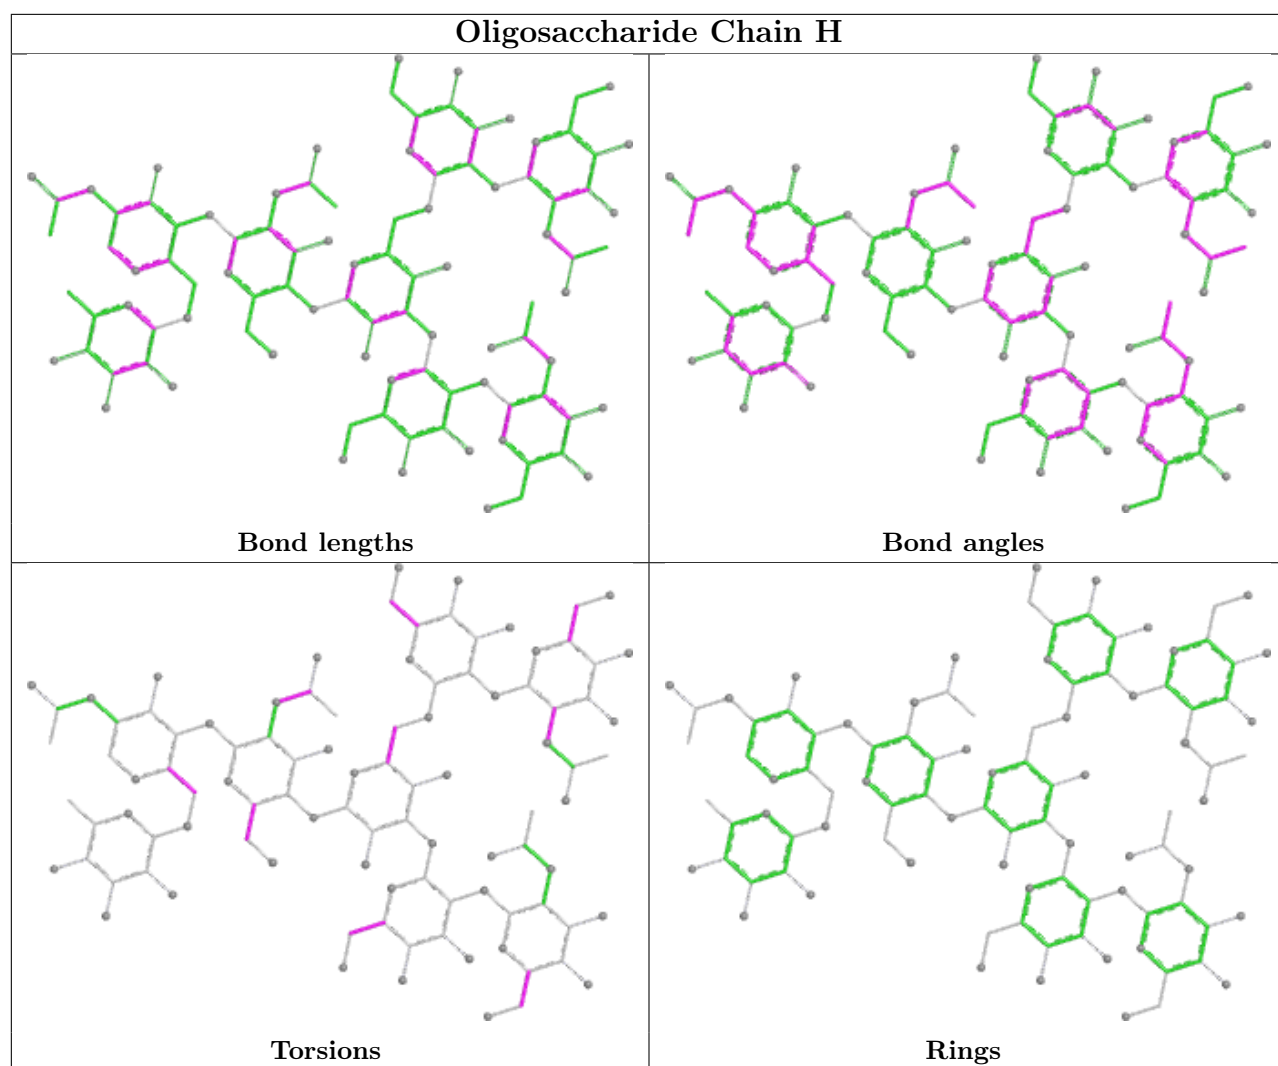 Oligosaccharide Chain H
Bond lengths
Bond angles
Torsions
Rings